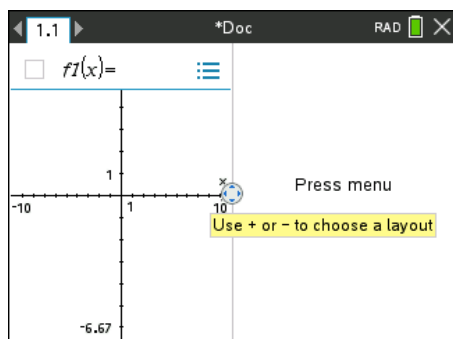 1.1 *Doc RAD
f1(x)=
1
x
-10 1 10
Press menu
Use + or – to choose a layout
-6.67